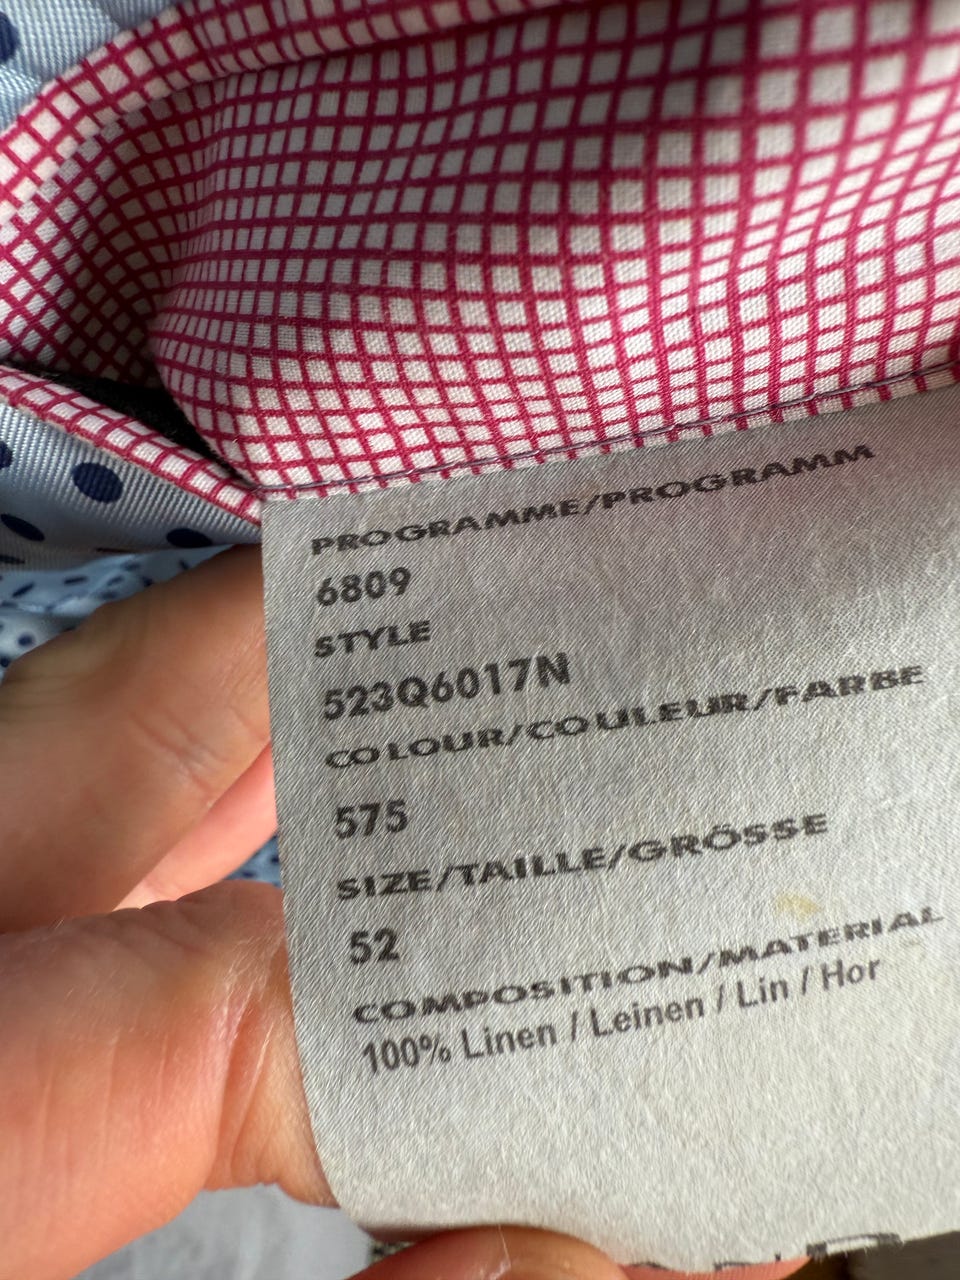 PROGRAMME/PROGRAMM
6809
STYLE
523Q6017N
COLOUR/COULEUR/FARBE
575
SIZE/TAILLE/GRÖSSE
52
COMPOSITION/MATERIAL
100% Linen / Leinen / Lin / Hor